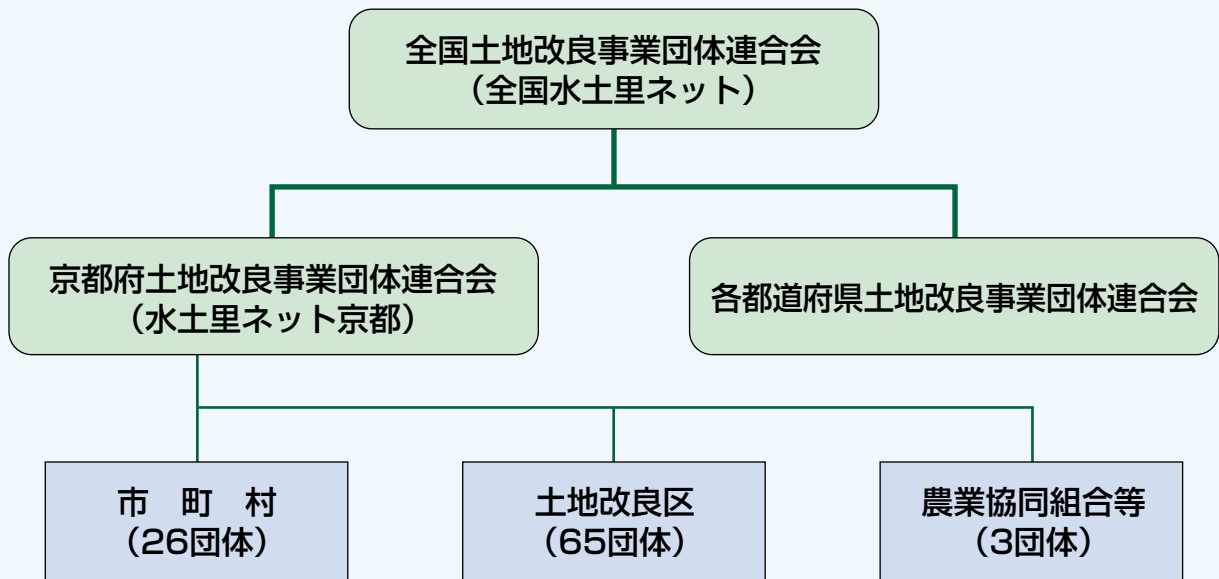 全国土地改良事業団体連合会
（全国水土里ネット）
京都府土地改良事業団体連合会
（水土里ネット京都）
各都道府県土地改良事業団体連合会
市　町　村
（26団体）
土地改良区
（65団体）
農業協同組合等
（3団体）